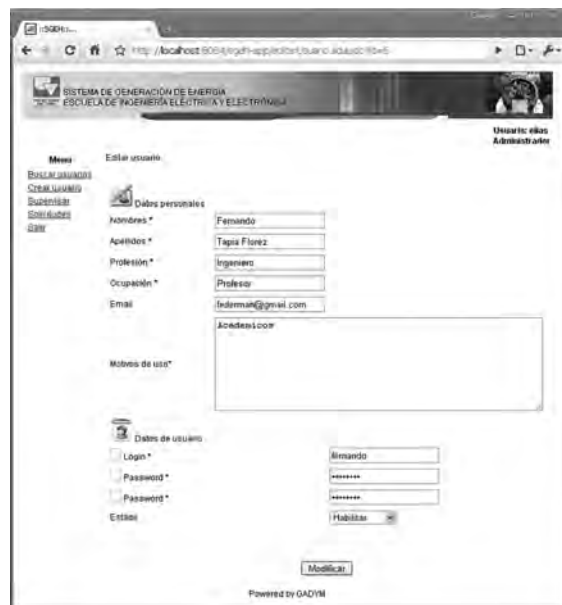 SISTEMA DE GENERACIÓN DE ENERGIA
ESCUELA DE INGENIERÍA ELÉCTRICA Y ELECTRÓNICA
Usuario: elias
Administrador
Menu
Buscar usuarios
Crear usuario
Supervisar
Solicitudes
Salir
Editar usuario
Datos personales
Nombres * Fernando
Apellidos * Tapia Florez
Profesión * Ingeniero
Ocupación * Profesor
Email federman@gmail.com
Motivos de uso* Academicos
Datos de usuario
Login * fernando
Password * ••••••••
Password * ••••••••
Estado Habilitar
Modificar
Powered by GADYM